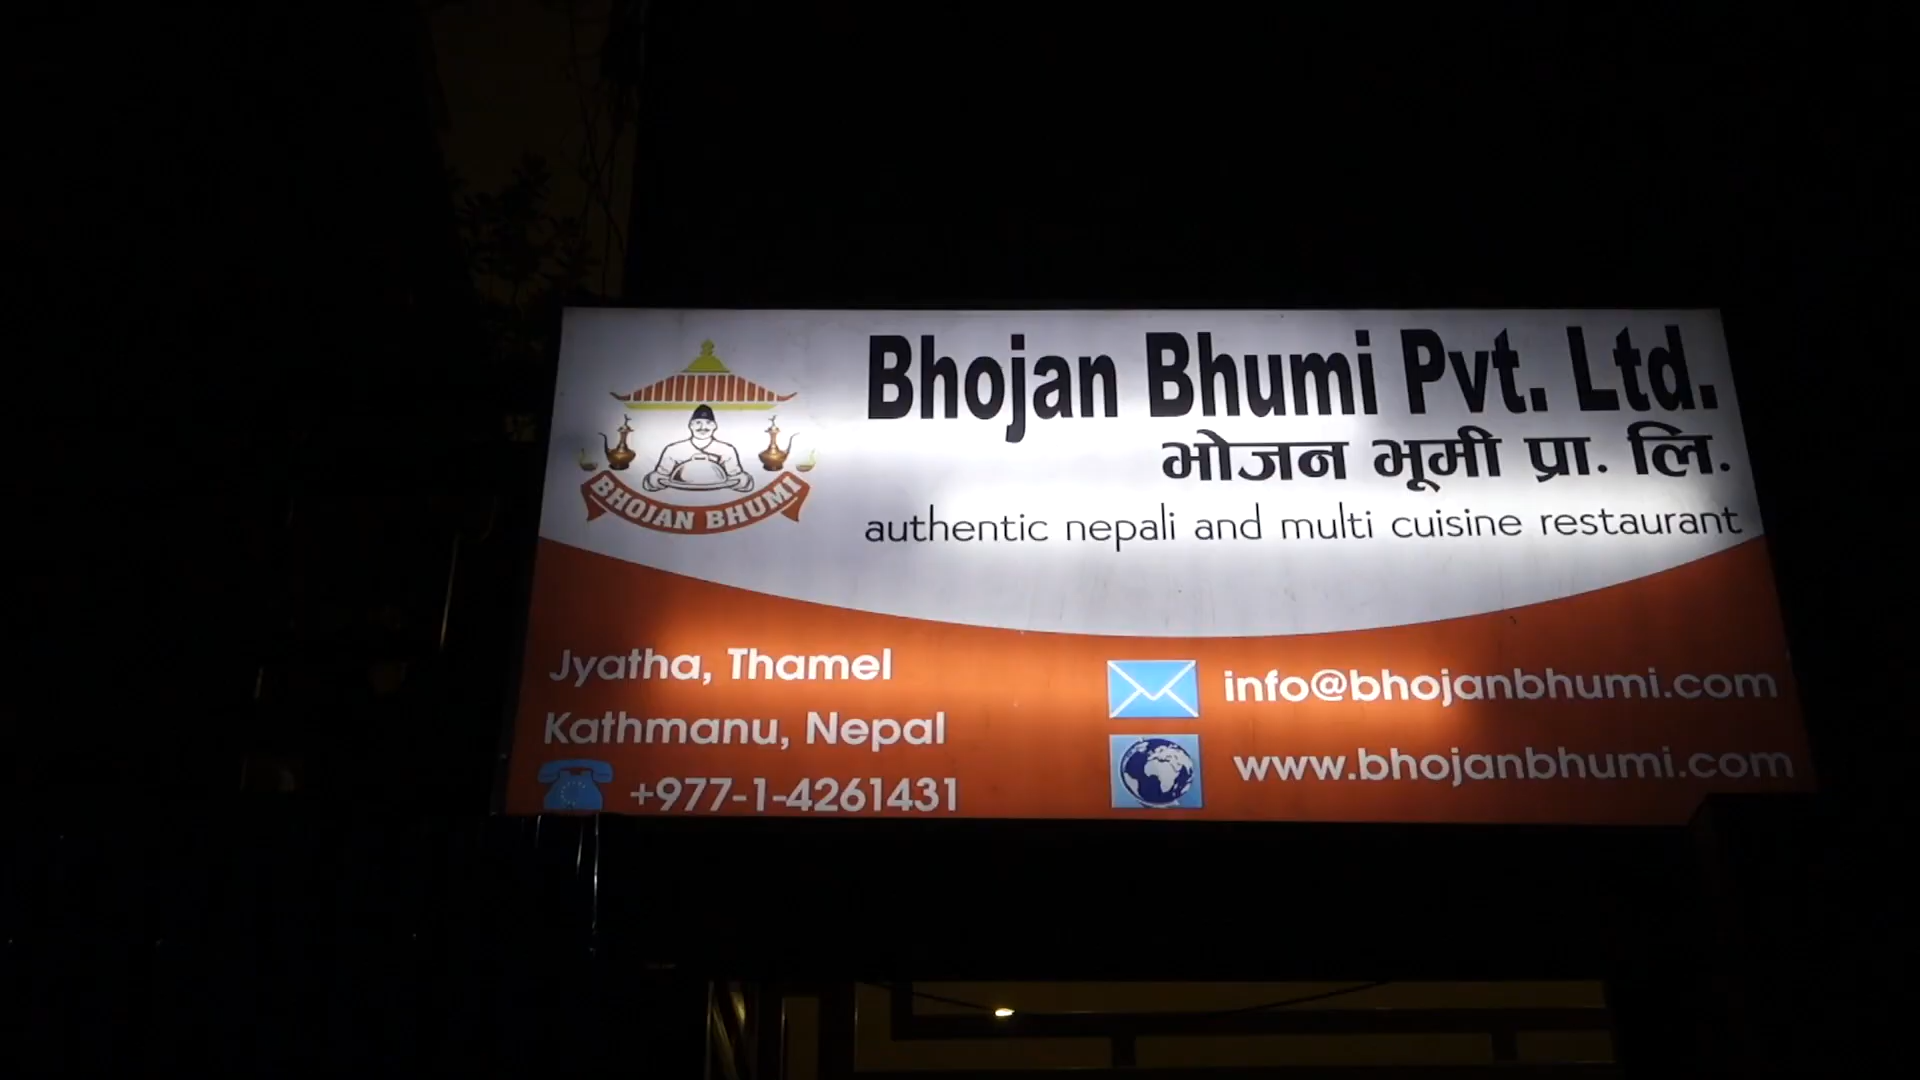 Bhojan Bhumi Pvt. Ltd.
भोजन भूमी प्रा. लि.
authentic nepali and multi cuisine restaurant
BHOJAN BHUMI
Jyatha, Thamel
Kathmanu, Nepal
+977-1-4261431
info@bhojanbhumi.com
www.bhojanbhumi.com